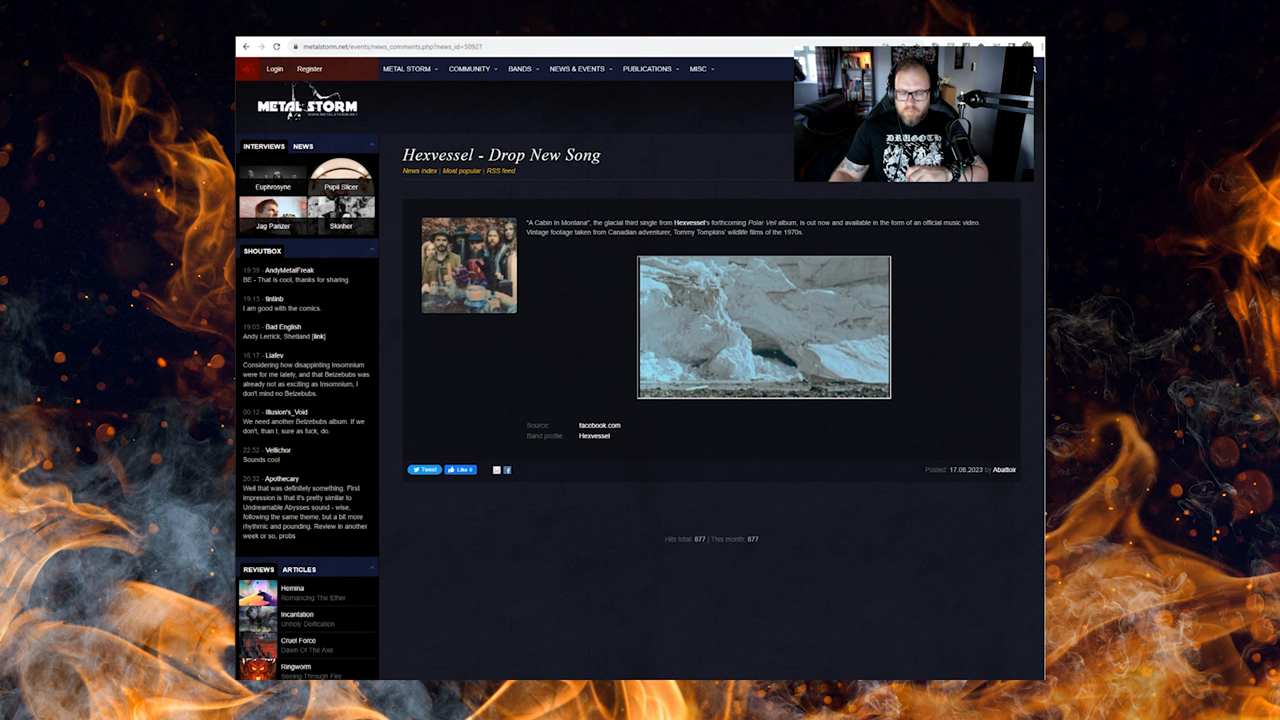 metalstorm.net/events/news_comments.php?news_id=50927
Login Register
METAL STORM COMMUNITY BANDS NEWS & EVENTS PUBLICATIONS MISC
METAL STORM
WWW.METALSTORM.NET
DRUGOTH
INTERVIEWS NEWS
Euphrosyne Pupil Slicer
Jag Panzer Skinher
SHOUTBOX
19:59 - AndyMetalFreak
BE - That is cool, thanks for sharing.
19:15 - tintinb
I am good with the comics.
19:05 - Bad English
Andy Lerrick, Shetland [link]
16:17 - Liafev
Considering how disappinting Insomnium
were for me lately, and that Belzebubs was
already not as exciting as Insomnium, I
don't mind no Belzebubs.
00:12 - Illusion's_Void
We need another Belzebubs album. If we
don't, than I, sure as fuck, do.
22:52 - Vellichor
Sounds cool
20:32 - Apothecary
Well that was definitely something. First
impression is that it's pretty similar to
Undreamable Abysses sound - wise,
following the same theme, but a bit more
rhythmic and pounding. Review in another
week or so, probs
REVIEWS ARTICLES
Hemina
Romancing The Ether
Incantation
Unholy Deification
Cruel Force
Dawn Of The Axe
Ringworm
Seeing Through Fire
Hexvessel - Drop New Song
News index | Most popular | RSS feed
"A Cabin In Montana", the glacial third single from Hexvessel's forthcoming Polar Veil album, is out now and available in the form of an official music video.
Vintage footage taken from Canadian adventurer, Tommy Tompkins' wildlife films of the 1970s.
Source: facebook.com
Band profile: Hexvessel
Tweet Like 0
Posted: 17.08.2023 by Abattoir
Hits total: 877 | This month: 877